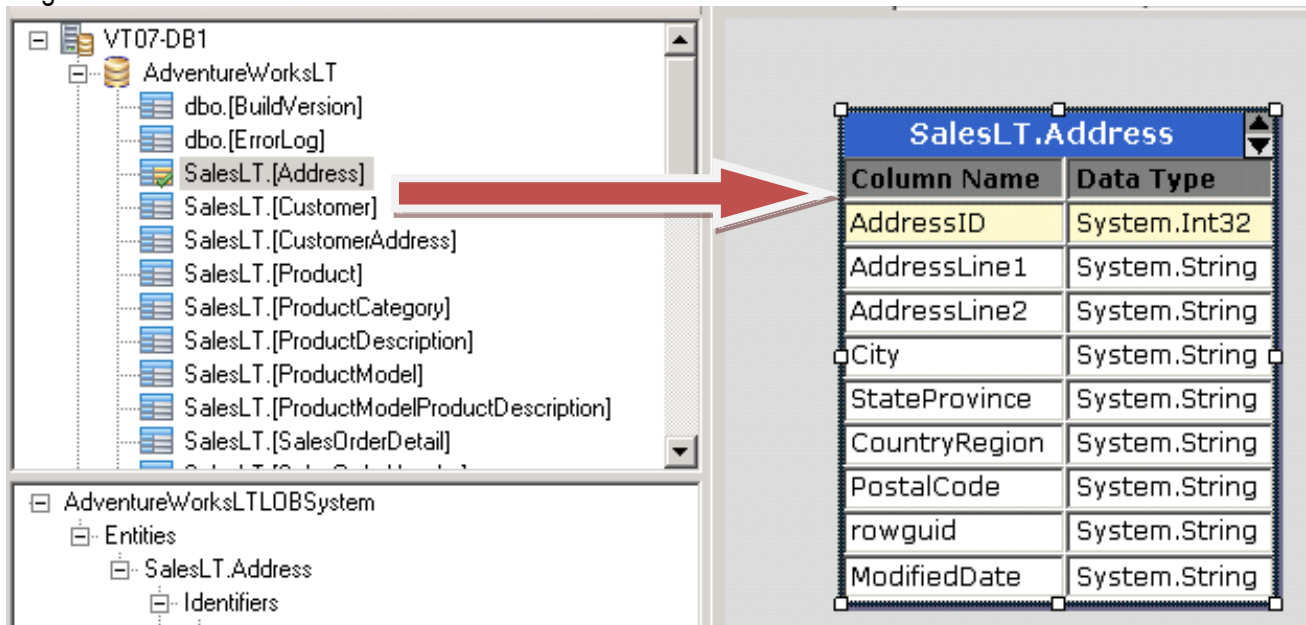 VT07-DB1
AdventureWorksLT
dbo.[BuildVersion]
dbo.[ErrorLog]
SalesLT.[Address]
SalesLT.[Customer]
SalesLT.[CustomerAddress]
SalesLT.[Product]
SalesLT.[ProductCategory]
SalesLT.[ProductDescription]
SalesLT.[ProductModel]
SalesLT.[ProductModelProductDescription]
SalesLT.[SalesOrderDetail]
AdventureWorksLTLOBSystem
Entities
SalesLT.Address
Identifiers
SalesLT.Address
Column Name Data Type
AddressID System.Int32
AddressLine1 System.String
AddressLine2 System.String
City System.String
StateProvince System.String
CountryRegion System.String
PostalCode System.String
rowguid System.String
ModifiedDate System.String